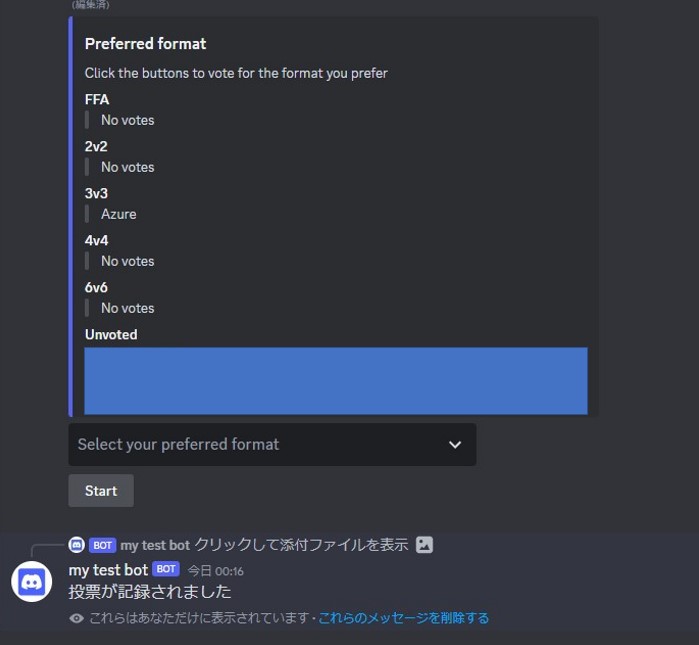 (編集済)
Preferred format
Click the buttons to vote for the format you prefer
FFA
No votes
2v2
No votes
3v3
Azure
4v4
No votes
6v6
No votes
Unvoted
Select your preferred format
Start
BOT my test bot クリックして添付ファイルを表示
my test bot BOT 今日 00:16
投票が記録されました
これらはあなただけに表示されています・これらのメッセージを削除する